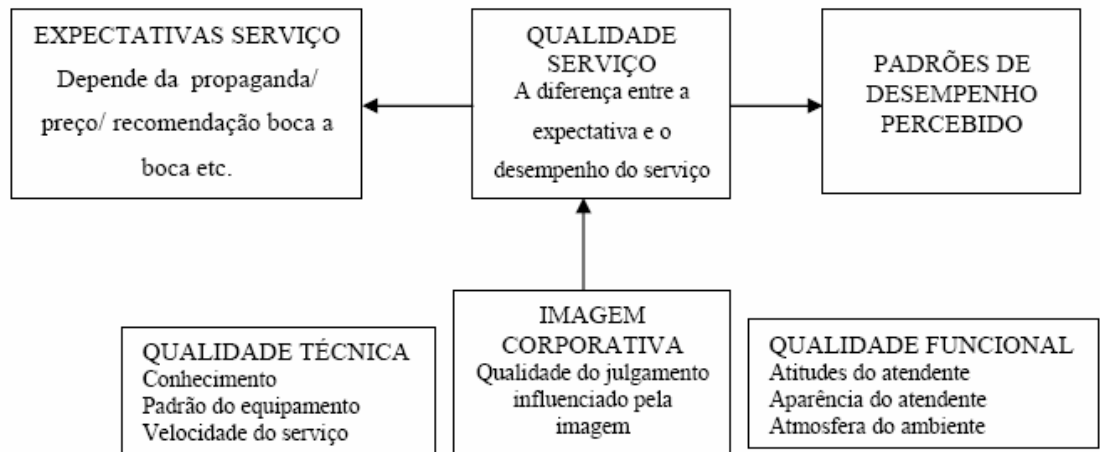 EXPECTATIVAS SERVIÇO
Depende da propaganda/
preço/ recomendação boca a
boca etc.
QUALIDADE
SERVIÇO
A diferença entre a
expectativa e o
desempenho do serviço
PADRÕES DE
DESEMPENHO
PERCEBIDO
QUALIDADE TÉCNICA
Conhecimento
Padrão do equipamento
Velocidade do serviço
IMAGEM
CORPORATIVA
Qualidade do julgamento
influenciado pela
imagem
QUALIDADE FUNCIONAL
Atitudes do atendente
Aparência do atendente
Atmosfera do ambiente